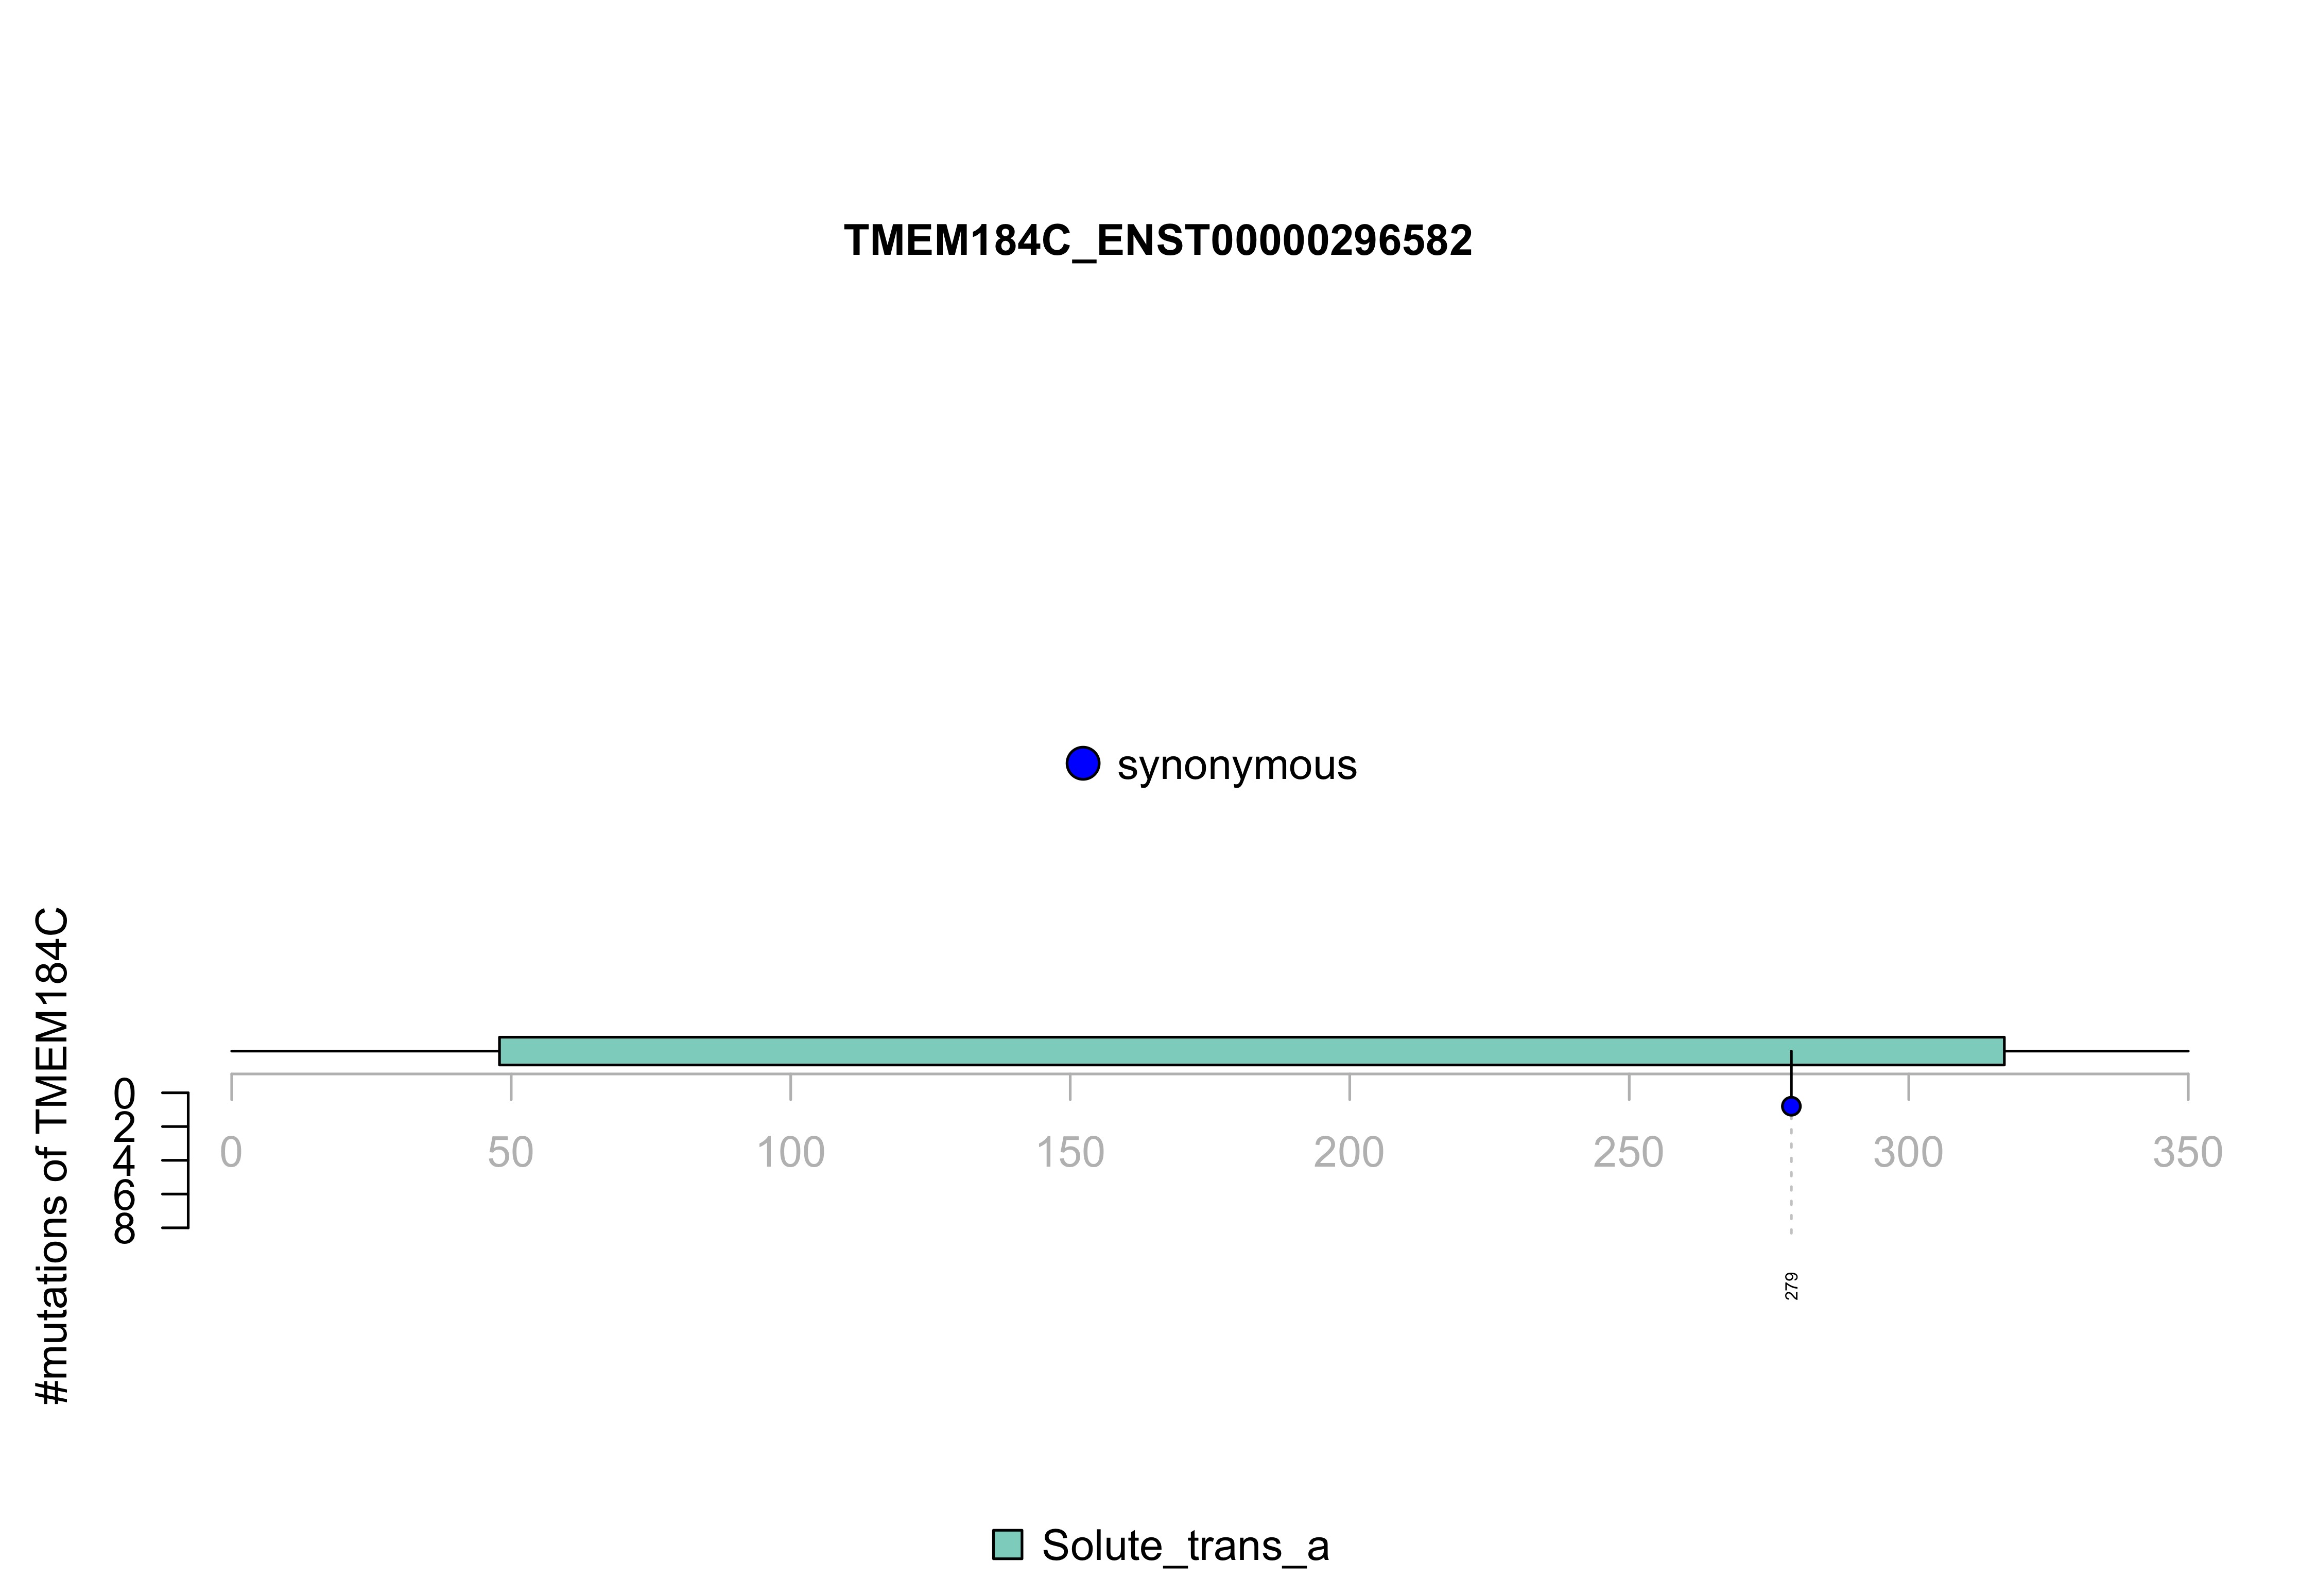 TMEM184C_ENST00000296582
synonymous
#mutations of TMEM184C
0
2
4
6
8
0 50 100 150 200 250 300 350
279
Solute_trans_a